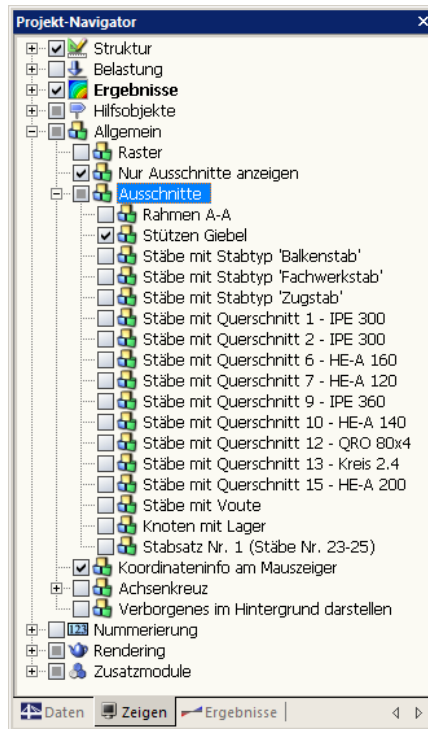 Projekt-Navigator
Struktur
Belastung
Ergebnisse
Hilfsobjekte
Allgemein
Raster
Nur Ausschnitte anzeigen
Ausschnitte
Rahmen A-A
Stützen Giebel
Stäbe mit Stabtyp 'Balkenstab'
Stäbe mit Stabtyp 'Fachwerkstab'
Stäbe mit Stabtyp 'Zugstab'
Stäbe mit Querschnitt 1 - IPE 300
Stäbe mit Querschnitt 2 - IPE 300
Stäbe mit Querschnitt 6 - HE-A 160
Stäbe mit Querschnitt 7 - HE-A 120
Stäbe mit Querschnitt 9 - IPE 360
Stäbe mit Querschnitt 10 - HE-A 140
Stäbe mit Querschnitt 12 - QRO 80x4
Stäbe mit Querschnitt 13 - Kreis 2.4
Stäbe mit Querschnitt 15 - HE-A 200
Stäbe mit Voute
Knoten mit Lager
Stabsatz Nr. 1 (Stäbe Nr. 23-25)
Koordinateninfo am Mauszeiger
Achsenkreuz
Verborgenes im Hintergrund darstellen
123 Nummerierung
Rendering
Zusatzmodule
Daten Zeigen Ergebnisse